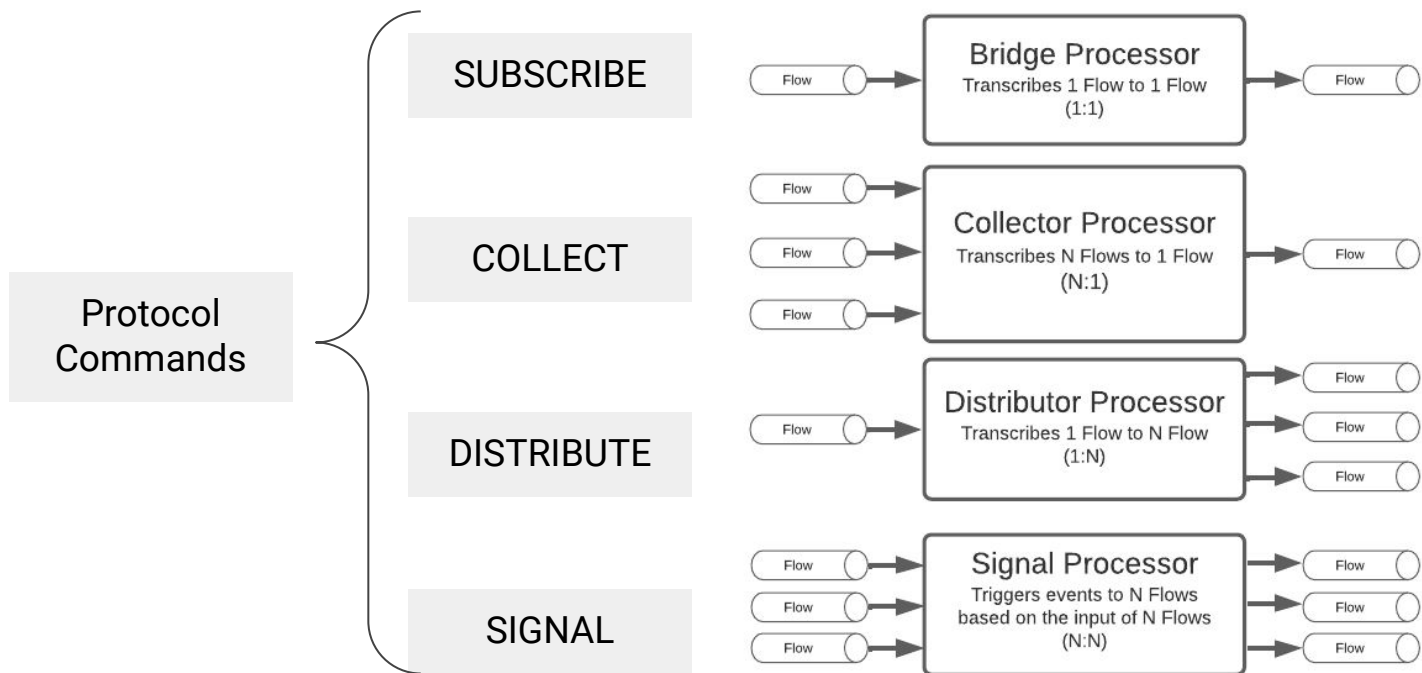 Protocol
Commands
SUBSCRIBE
Flow
Bridge Processor
Transcribes 1 Flow to 1 Flow
(1:1)
Flow
COLLECT
Flow
Flow
Flow
Collector Processor
Transcribes N Flows to 1 Flow
(N:1)
Flow
DISTRIBUTE
Flow
Distributor Processor
Transcribes 1 Flow to N Flow
(1:N)
Flow
Flow
Flow
SIGNAL
Flow
Flow
Flow
Signal Processor
Triggers events to N Flows
based on the input of N Flows
(N:N)
Flow
Flow
Flow